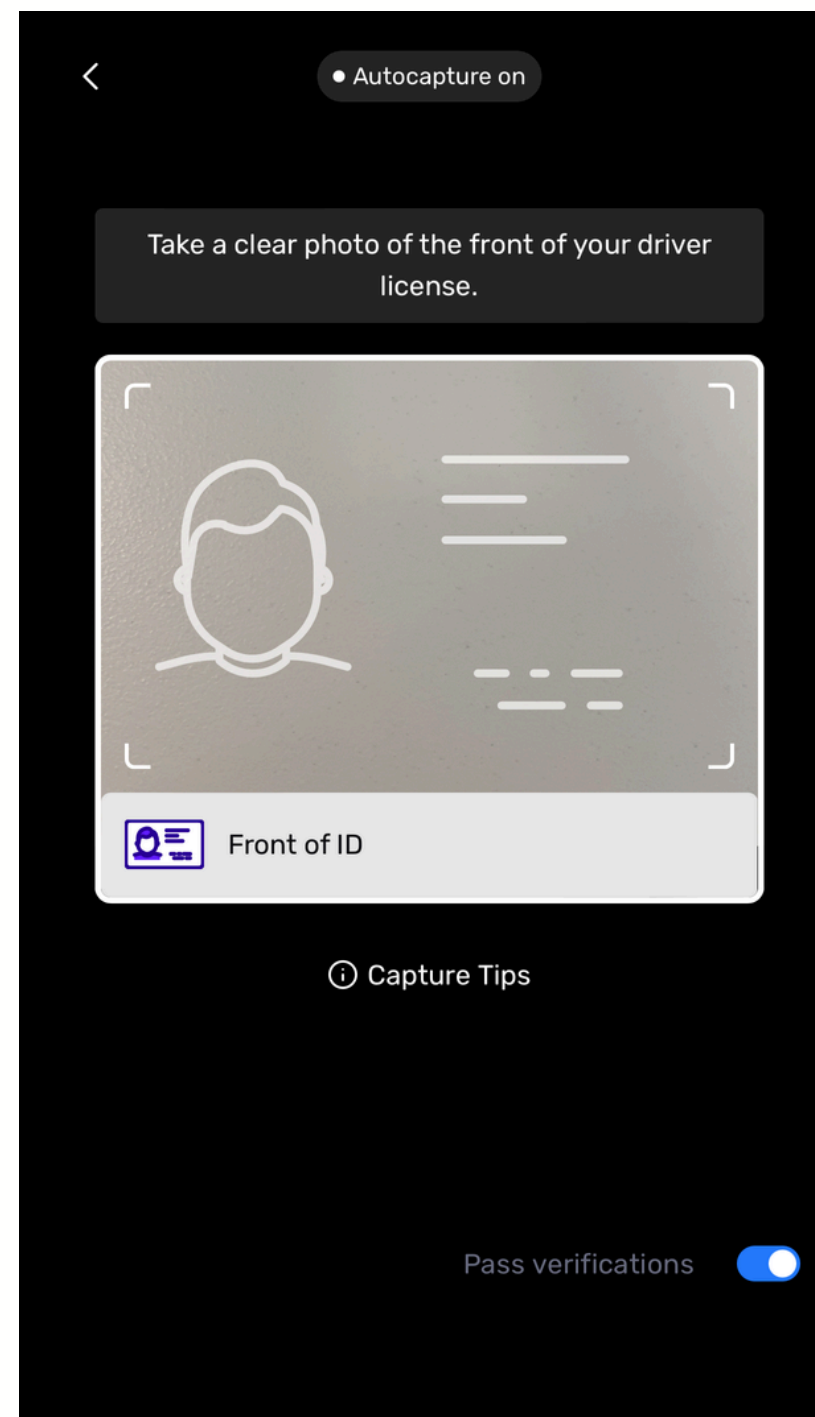 Autocapture on
Take a clear photo of the front of your driver
license.
Front of ID
Capture Tips
Pass verifications